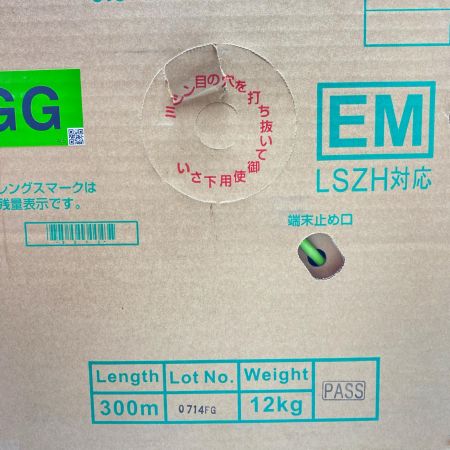 GG
ミシン目の穴を打ち抜いて御使用下さい
EM
LSZH対応
レングスマークは
残量表示です。
端末止め口
Length Lot No. Weight
300m 0714FG 12kg
PASS